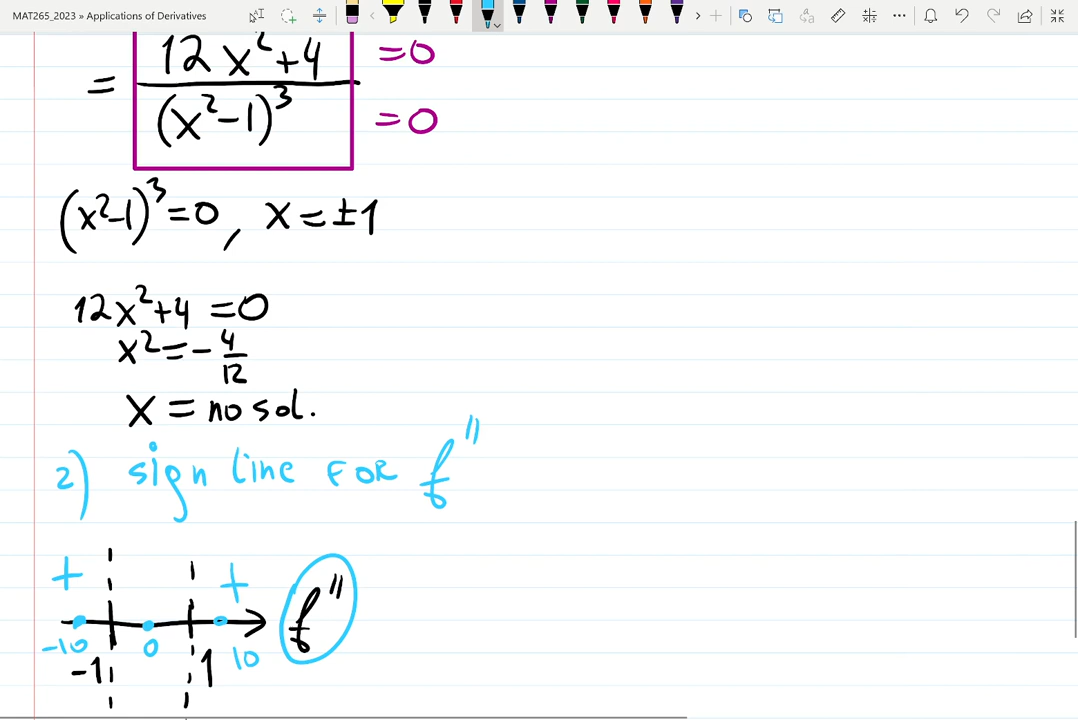 MAT265_2023 » Applications of Derivatives
= 12x²+4 =0
(x²-1)³ =0
(x²-1)³=0, x=±1
12x²+4 =0
x²=-4/12
x = no sol.
2) sign line FOR f"
+ +
f"
-10 0 10
-1 1